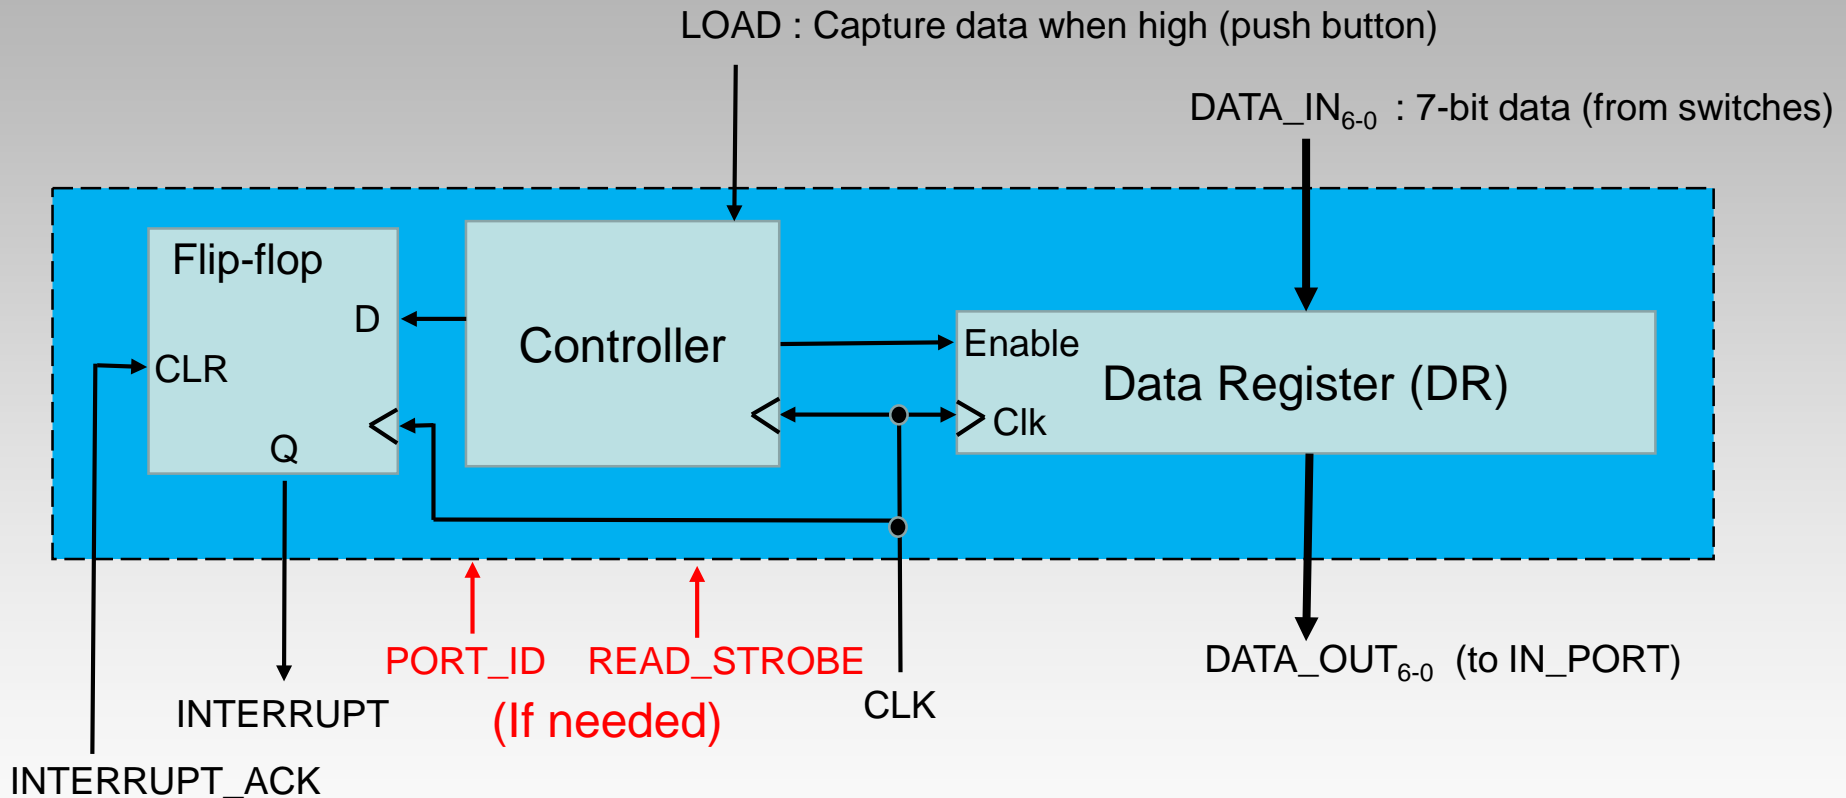 LOAD : Capture data when high (push button)
DATA_IN6-0 : 7-bit data (from switches)
Flip-flop
D
CLR
Q
Controller
Enable
Data Register (DR)
Clk
PORT_ID READ_STROBE
(If needed)
CLK
DATA_OUT6-0 (to IN_PORT)
INTERRUPT
INTERRUPT_ACK